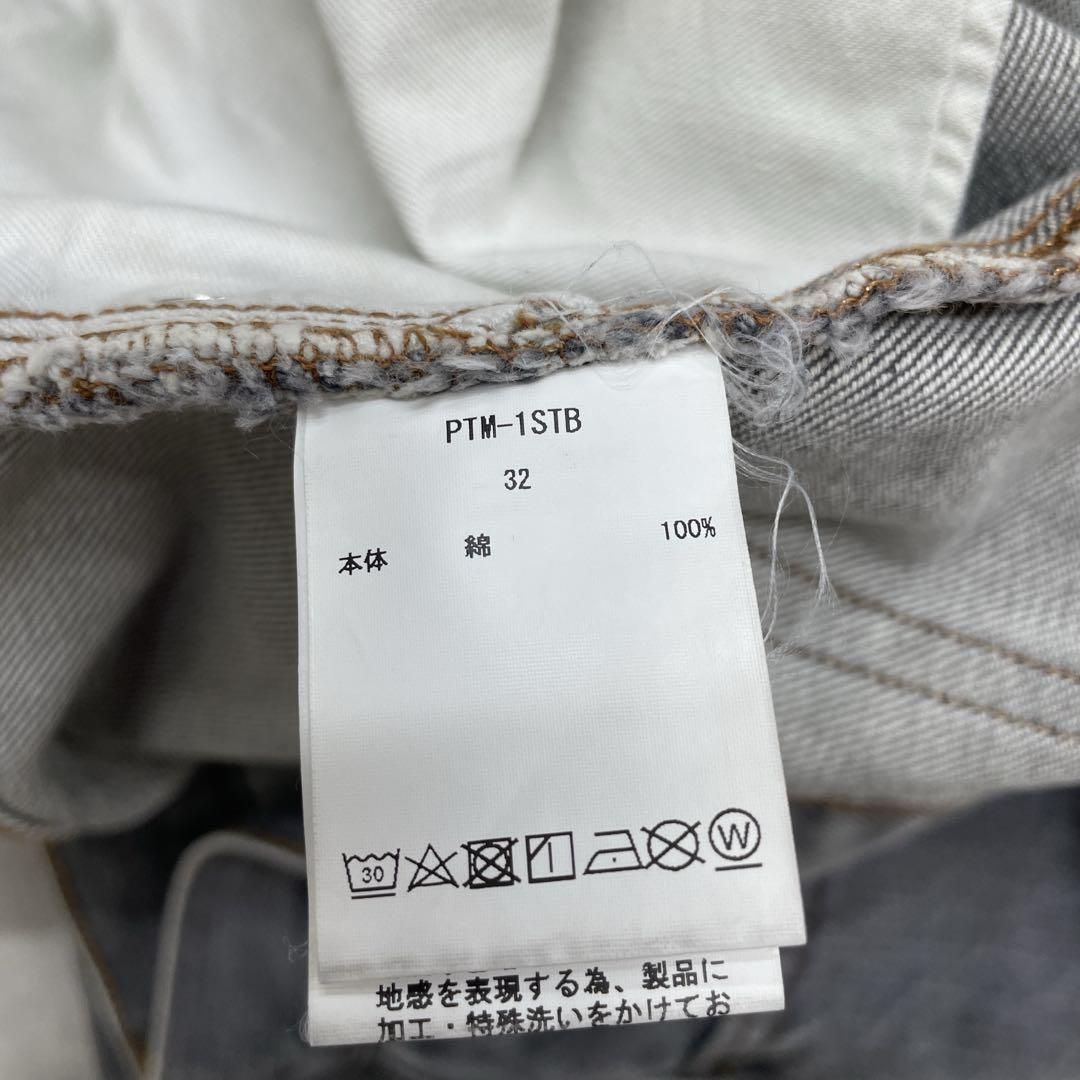 PTM-1STB
32
本体 綿 100%
30 W
地感を表現する為、製品に
加工・特殊洗いをかけてお